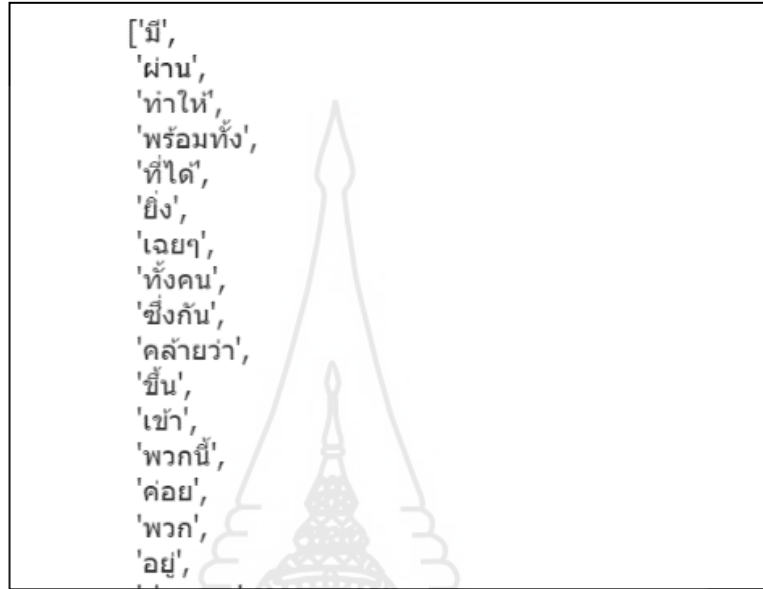 ['มี',
'ผ่าน',
'ทำให้',
'พร้อมทั้ง',
'ที่ได้',
'ยิ่ง',
'เฉยๆ',
'ทั้งคน',
'ซึ่งกัน',
'คล้ายว่า',
'ขึ้น',
'เข้า',
'พวกนี้',
'ค่อย',
'พวก',
'อยู่',